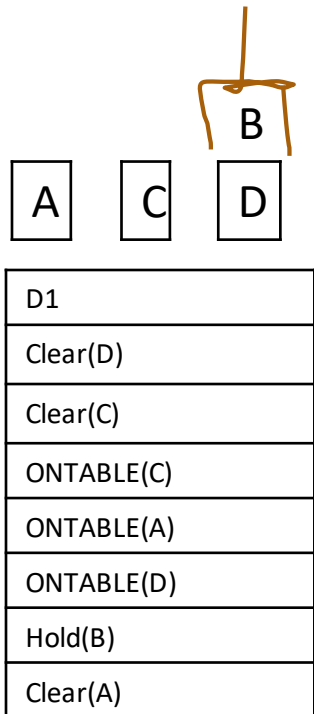 B
A C D
D1
Clear(D)
Clear(C)
ONTABLE(C)
ONTABLE(A)
ONTABLE(D)
Hold(B)
Clear(A)